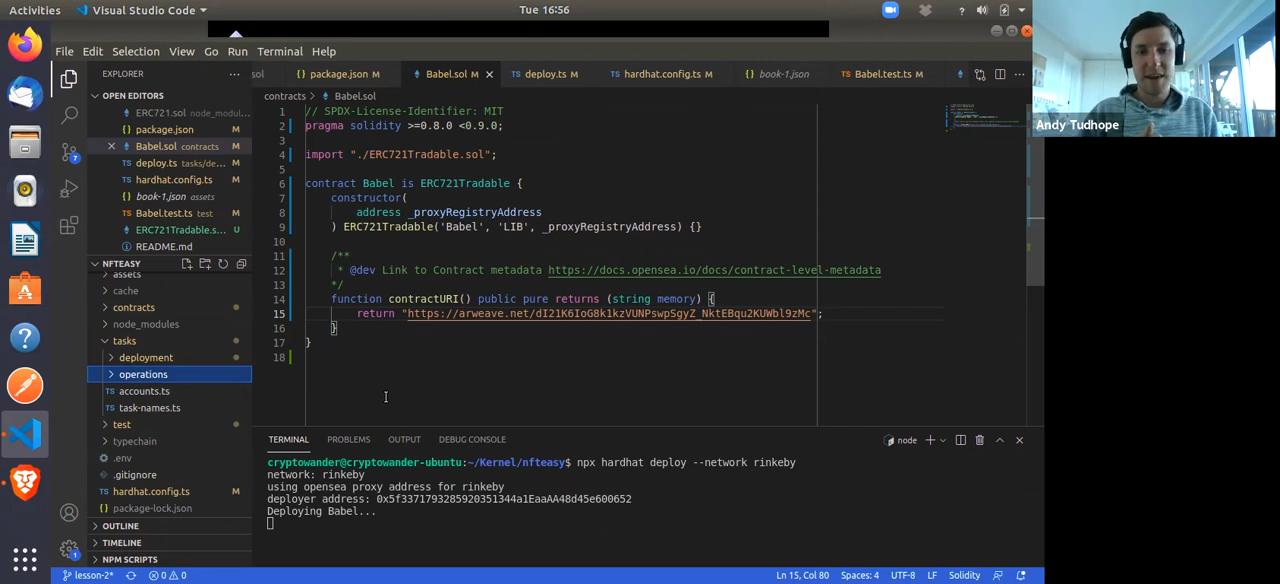 Activities
Visual Studio Code
Tue 16:56
File Edit Selection View Go Run Terminal Help
EXPLORER
sol
package.json M
Babel.sol M
deploy.ts M
hardhat.config.ts M
book-1.json
Babel.test.ts M
OPEN EDITORS
contracts > Babel.sol
ERC721.sol node_modul...
package.json M
Babel.sol contracts M
deploy.ts tasks/de... M
hardhat.config.ts M
book-1.json assets
Babel.test.ts test M
ERC721Tradable.s... U
README.md
NFTEASY
assets
cache
contracts
node_modules
tasks
deployment
operations
accounts.ts
task-names.ts
test
typechain
.env
.gitignore
hardhat.config.ts M
package-lock.json
OUTLINE
TIMELINE
NPM SCRIPTS
1 // SPDX-License-Identifier: MIT
2 pragma solidity >=0.8.0 <0.9.0;
3
4 import "./ERC721Tradable.sol";
5
6 contract Babel is ERC721Tradable {
7 constructor(
8 address _proxyRegistryAddress
9 ) ERC721Tradable('Babel', 'LIB', _proxyRegistryAddress) {}
10
11 /**
12 * @dev Link to Contract metadata https://docs.opensea.io/docs/contract-level-metadata
13 */
14 function contractURI() public pure returns (string memory) {
15 return "https://arweave.net/dI21K6IoG8k1kzVUNPswpSgyZ_NktEBqu2KUWbl9zMc";
16 }
17 }
18
TERMINAL PROBLEMS OUTPUT DEBUG CONSOLE
node
cryptowander@cryptowander-ubuntu:~/Kernel/nfteasy$ npx hardhat deploy --network rinkeby
network: rinkeby
using opensea proxy address for rinkeby
deployer address: 0x5f3371793285920351344a1EaaAA48d45e600652
Deploying Babel...
7
1
lesson-2*
0 0
Ln 15, Col 80
Spaces: 4
UTF-8
LF
Solidity
Andy Tudhope